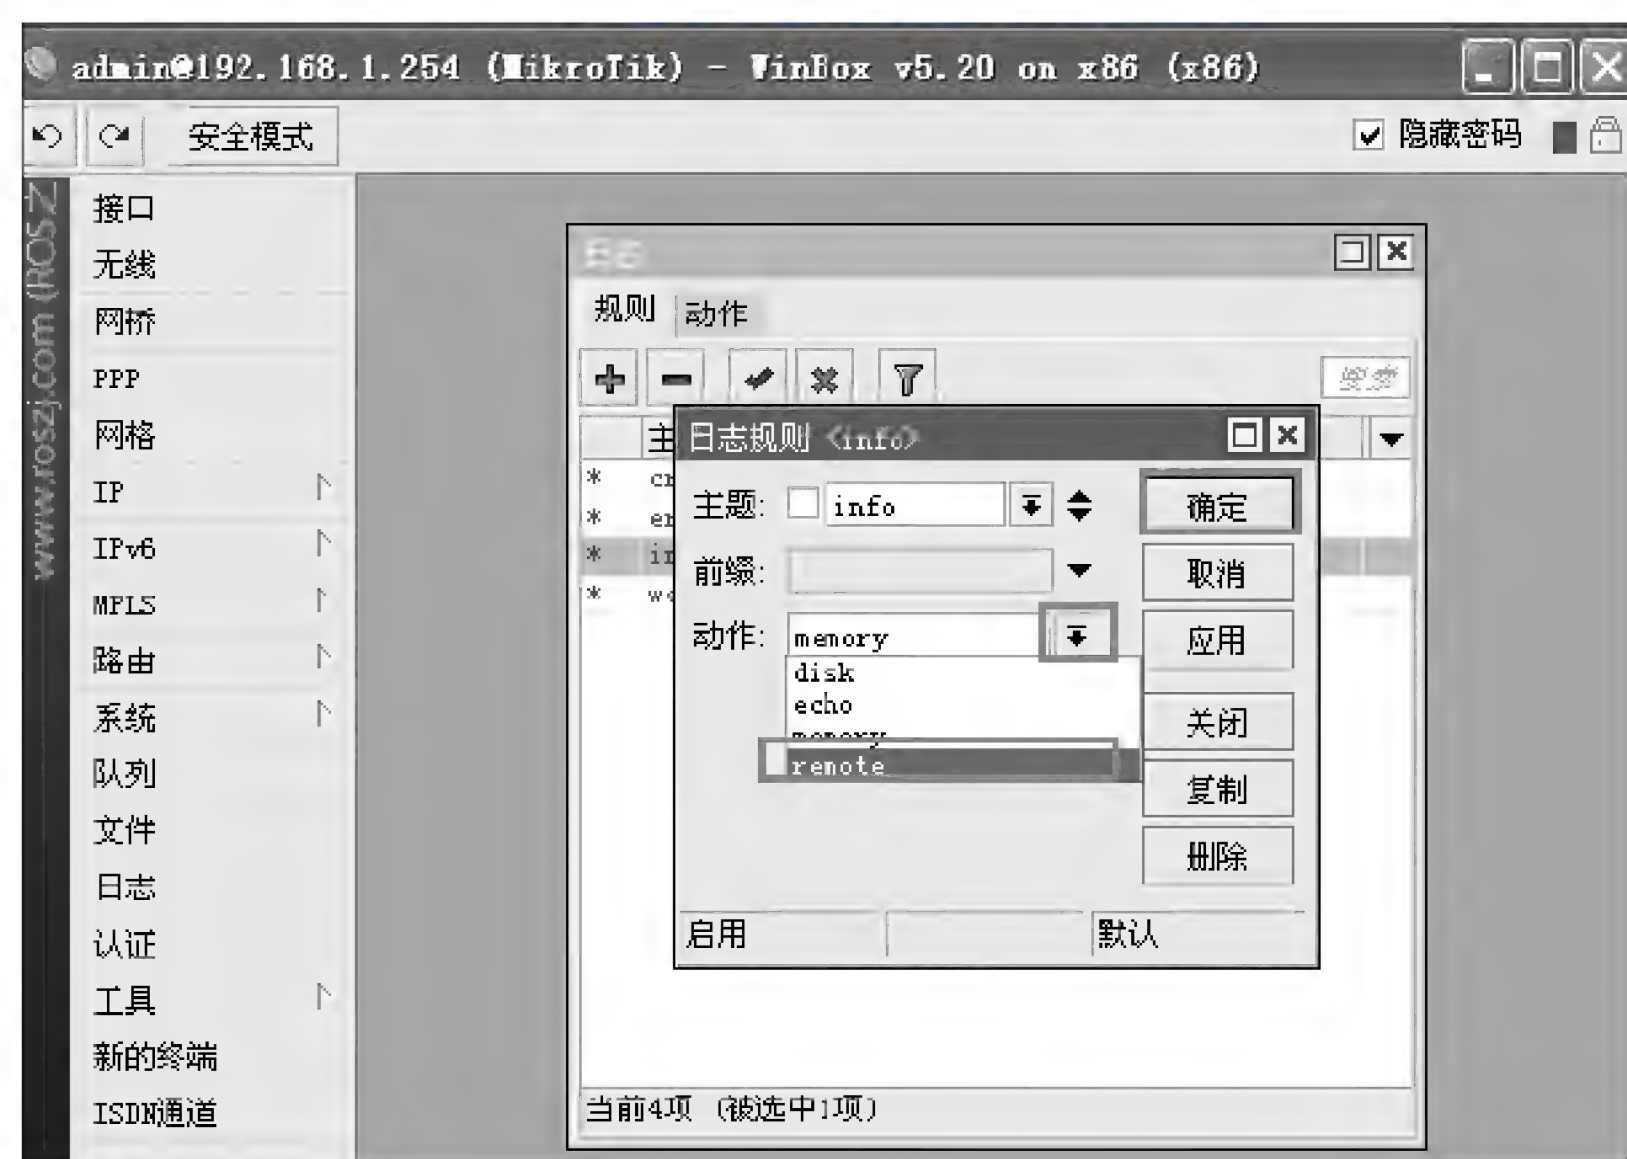 admin@192.168.1.254 (MikroTik) - WinBox v5.20 on x86 (x86)
安全模式
隐藏密码
www.roszj.com (ROS
接口
无线
网桥
PPP
网格
IP
IPv6
MPLS
路由
系统
队列
文件
日志
认证
工具
新的终端
ISDN通道
日志
规则 动作
主
日志规则 <info>
主题: info
前缀:
动作: memory
disk
echo
memory
remote
确定
取消
应用
关闭
复制
删除
启用
默认
当前4项 (被选中1项)